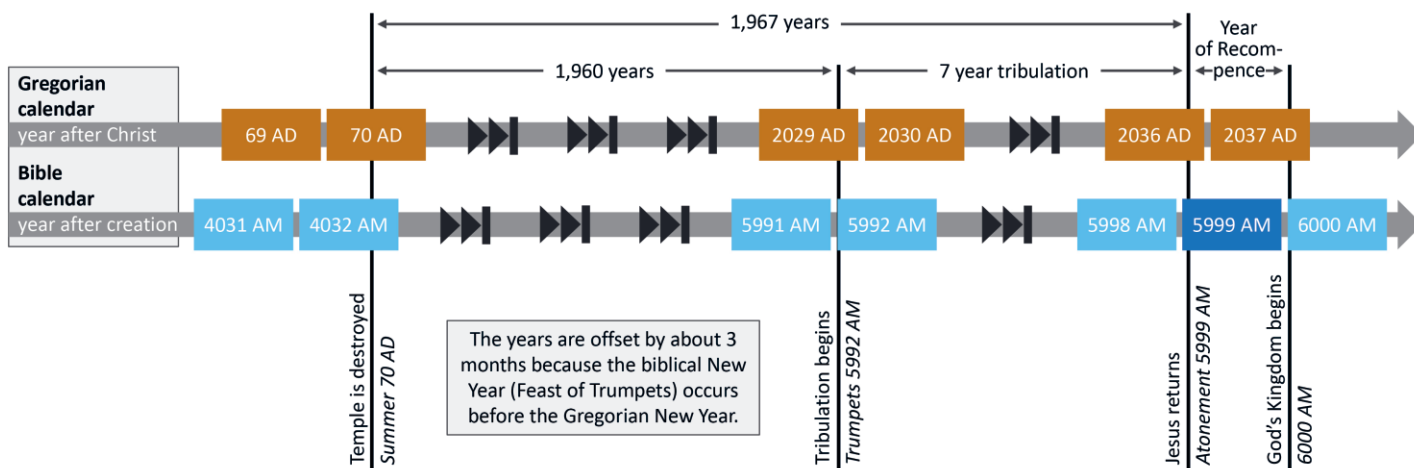 1,967 years
Year
of Recom-
pence
1,960 years
7 year tribulation
Gregorian
calendar
year after Christ
69 AD
70 AD
2029 AD
2030 AD
2036 AD
2037 AD
Bible
calendar
year after creation
4031 AM
4032 AM
5991 AM
5992 AM
5998 AM
5999 AM
6000 AM
Temple is destroyed
Summer 70 AD
The years are offset by about 3
months because the biblical New
Year (Feast of Trumpets) occurs
before the Gregorian New Year.
Tribulation begins
Trumpets 5992 AM
Jesus returns
Atonement 5999 AM
God's Kingdom begins
6000 AM